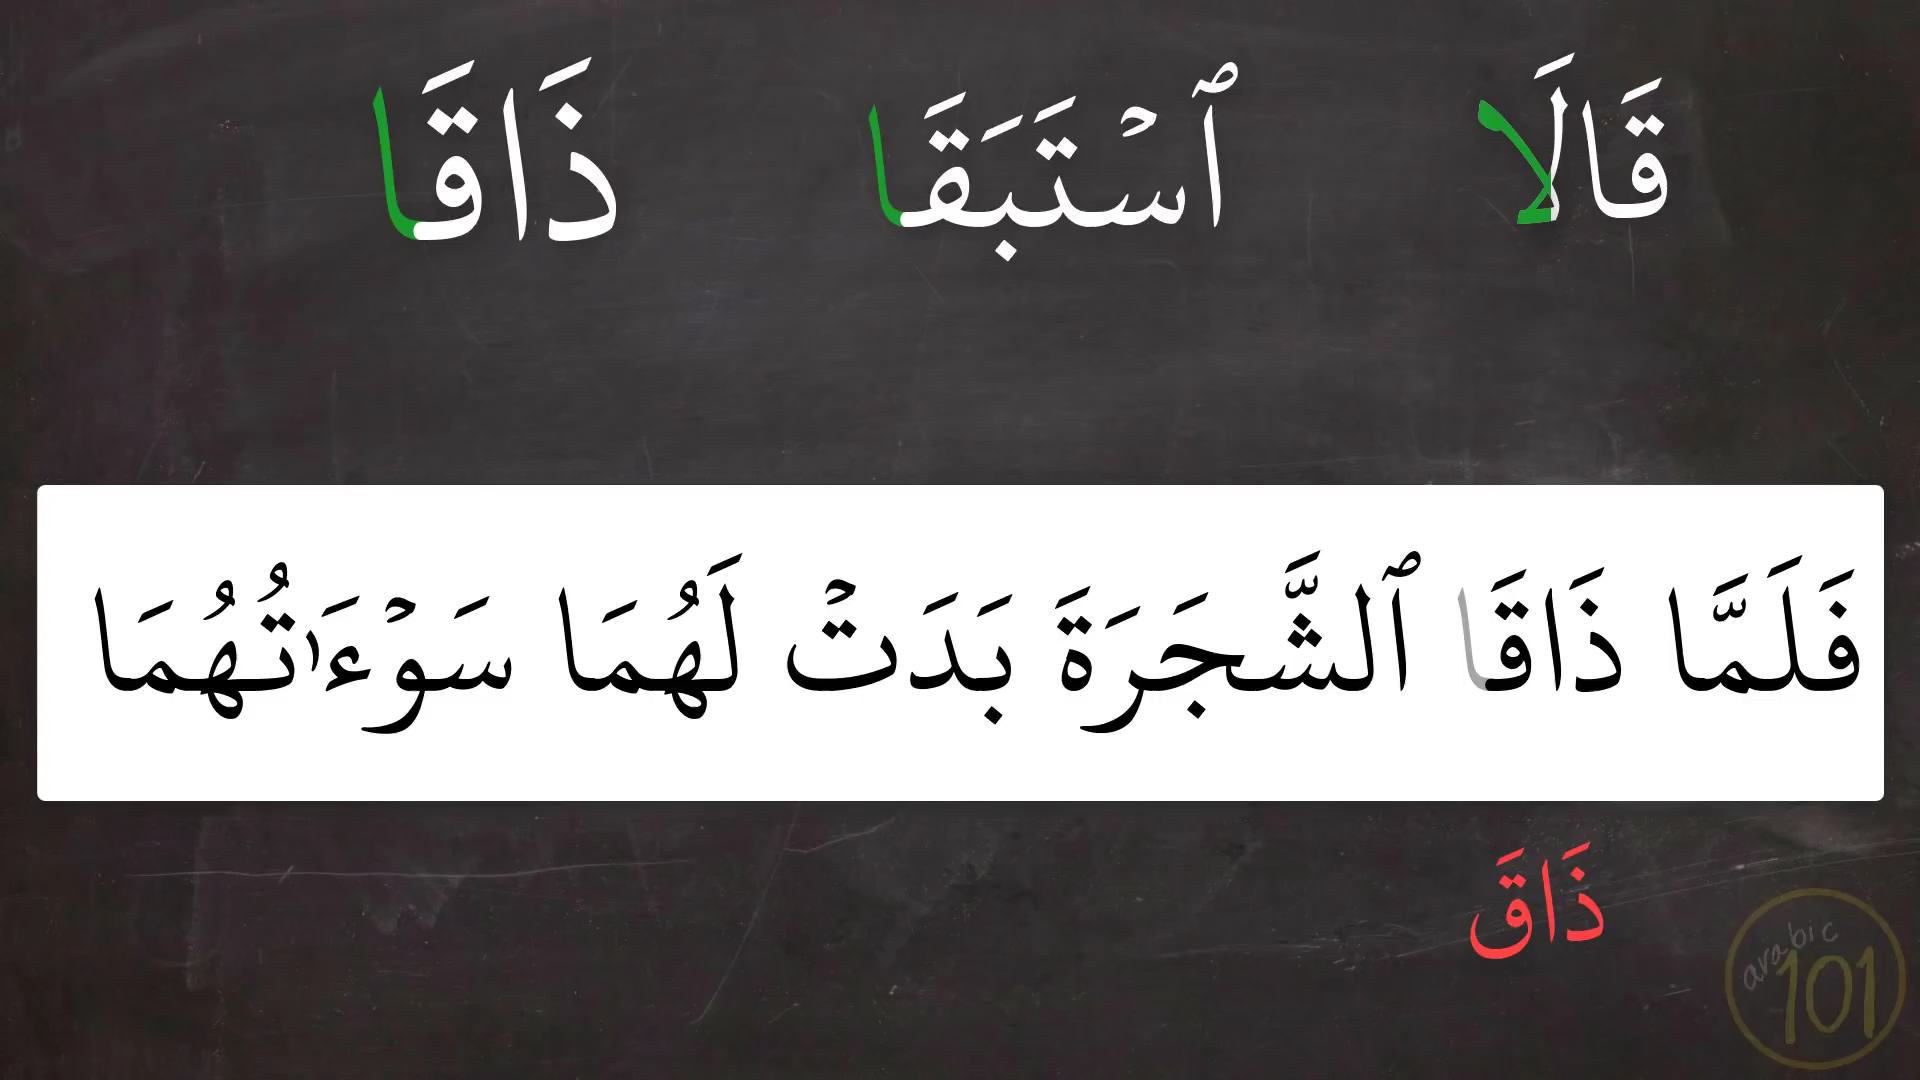 قَالَا ٱسۡتَبَقَا ذَاقَا
فَلَمَّا ذَاقَا ٱلشَّجَرَةَ بَدَتۡ لَهُمَا سَوۡءَٰتُهُمَا
ذَاقَ
arabic
101